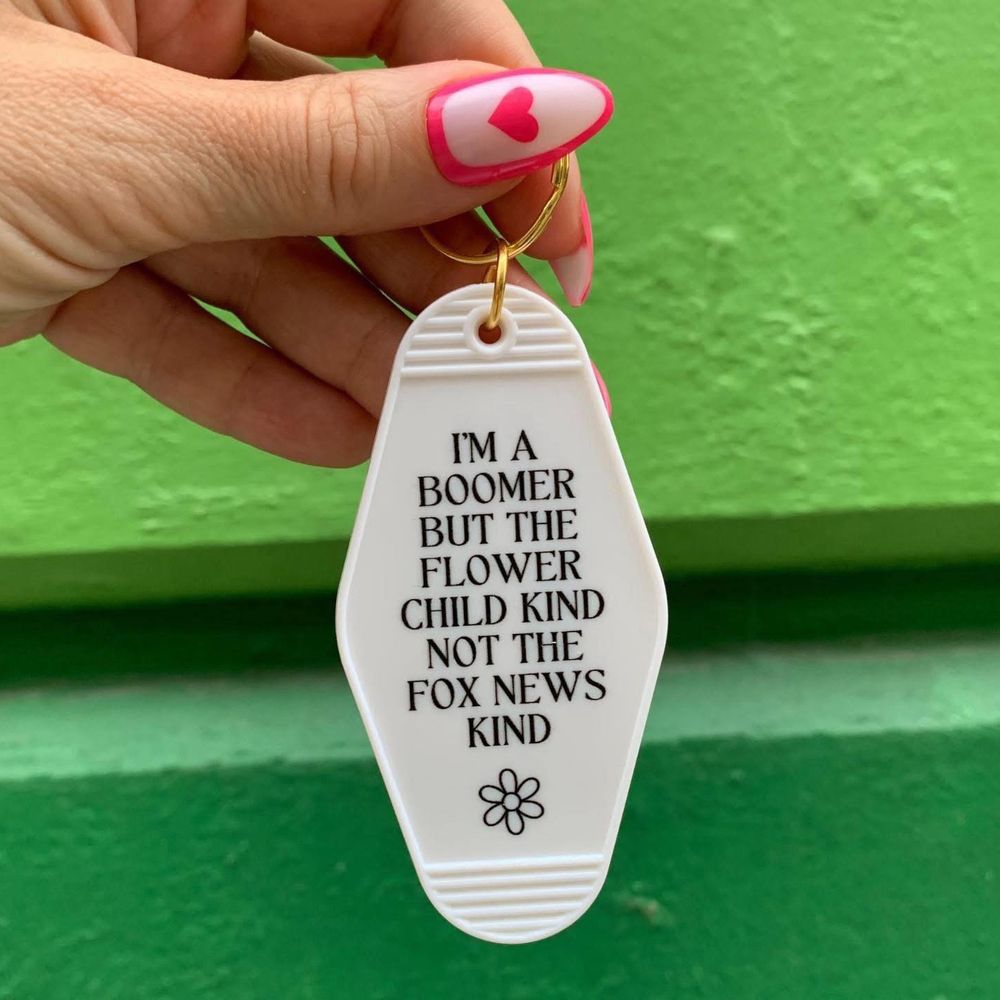 I'M A
BOOMER
BUT THE
FLOWER
CHILD KIND
NOT THE
FOX NEWS
KIND